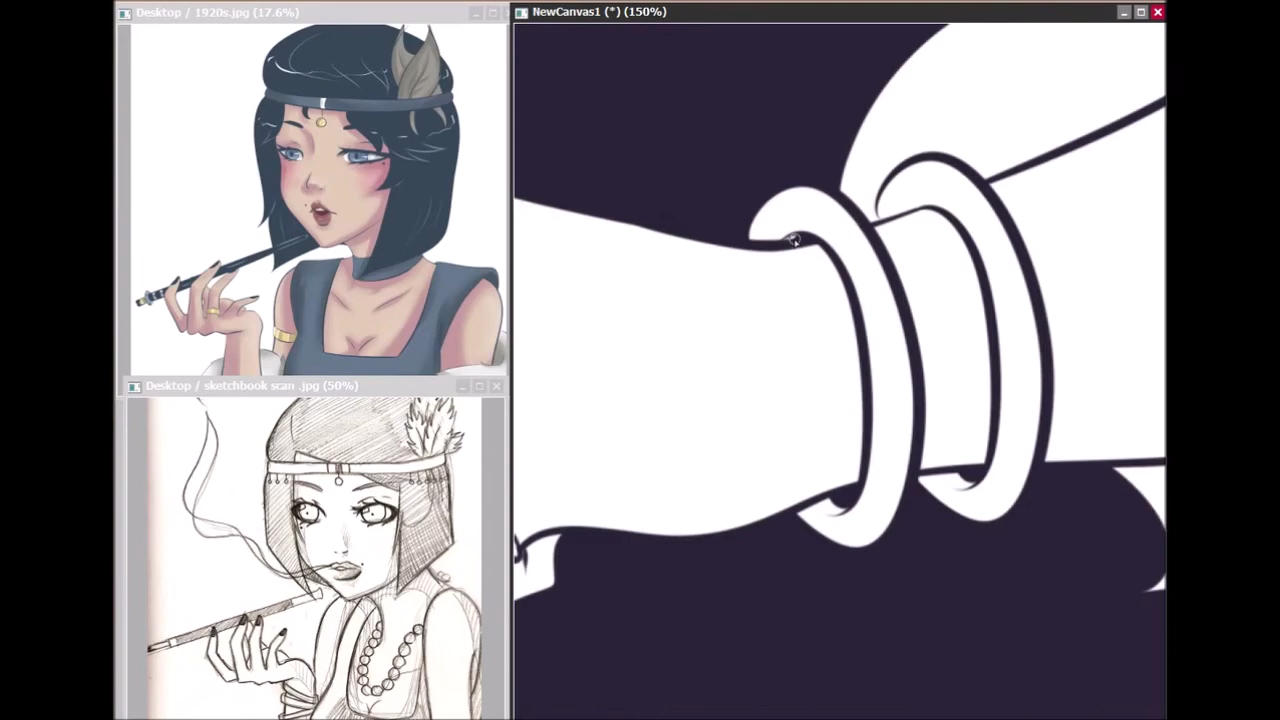 Desktop / 1920s.jpg (17.6%)
NewCanvas1 (*) (150%)
Desktop / sketchbook scan .jpg (50%)